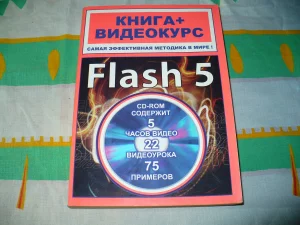 КНИГА+
ВИДЕОКУРС
САМАЯ ЭФФЕКТИВНАЯ МЕТОДИКА В МИРЕ !
Flash 5
CD-ROM
СОДЕРЖИТ
5
ЧАСОВ ВИДЕО
22
ВИДЕОУРОКА
75
ПРИМЕРОВ